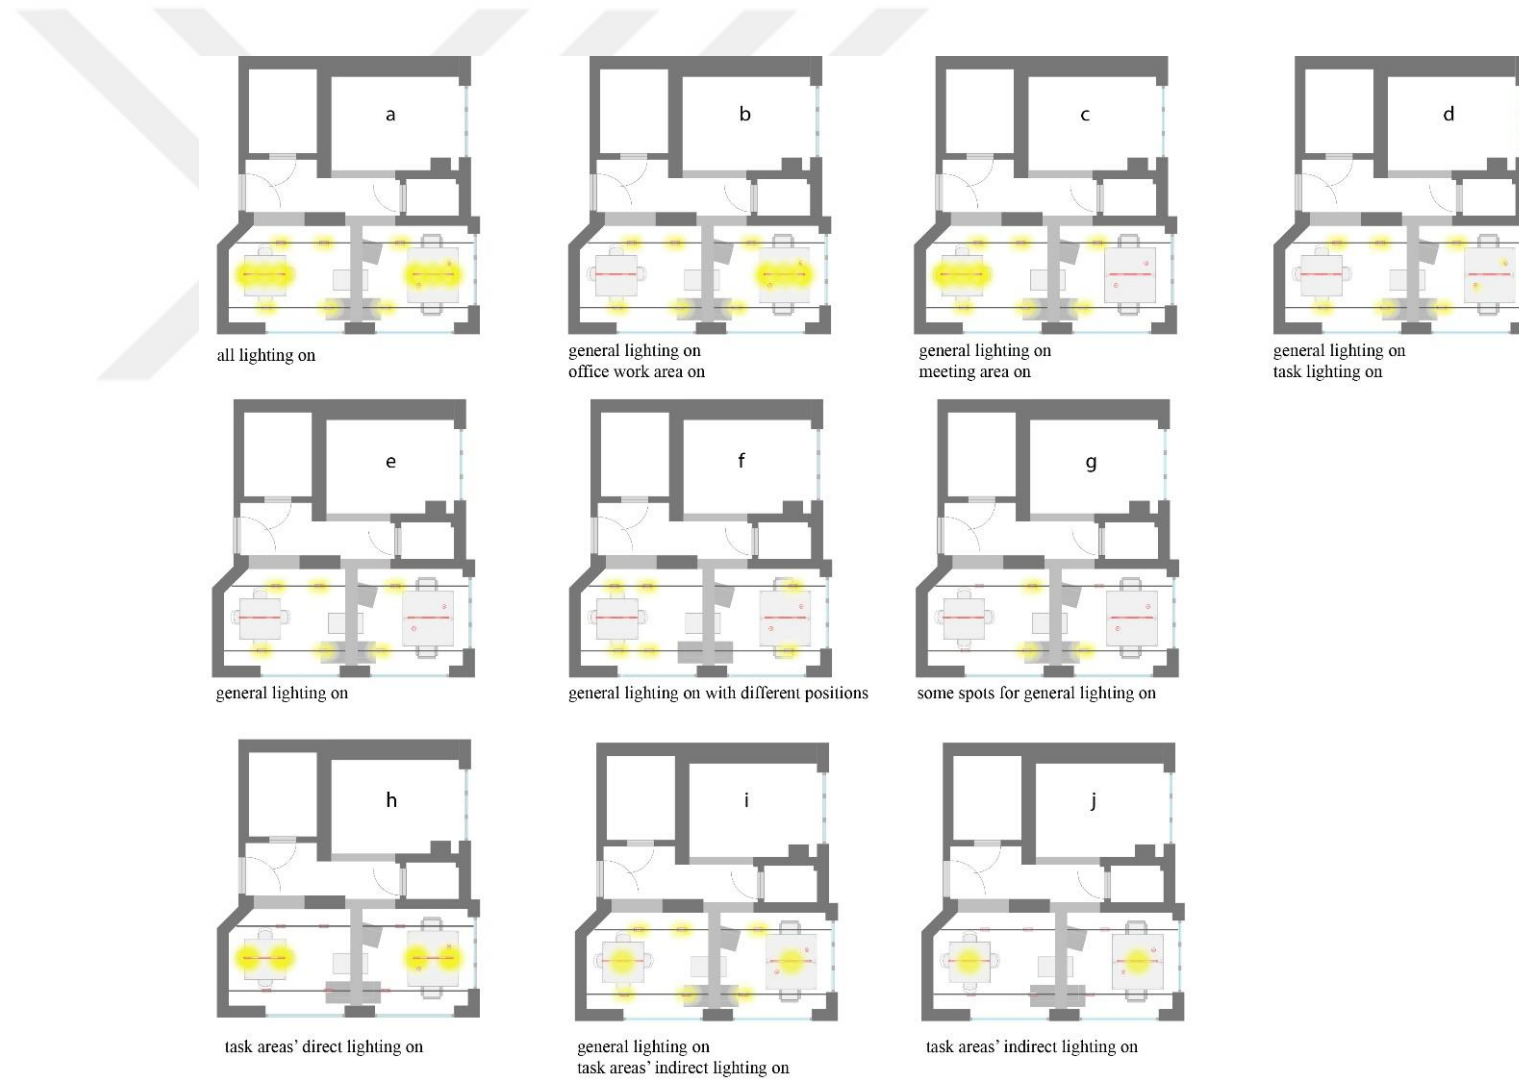 a
b
c
d
all lighting on
general lighting on
office work area on
general lighting on
meeting area on
general lighting on
task lighting on
e
f
g
general lighting on
general lighting on with different positions
some spots for general lighting on
h
i
j
task areas’ direct lighting on
general lighting on
task areas’ indirect lighting on
task areas’ indirect lighting on